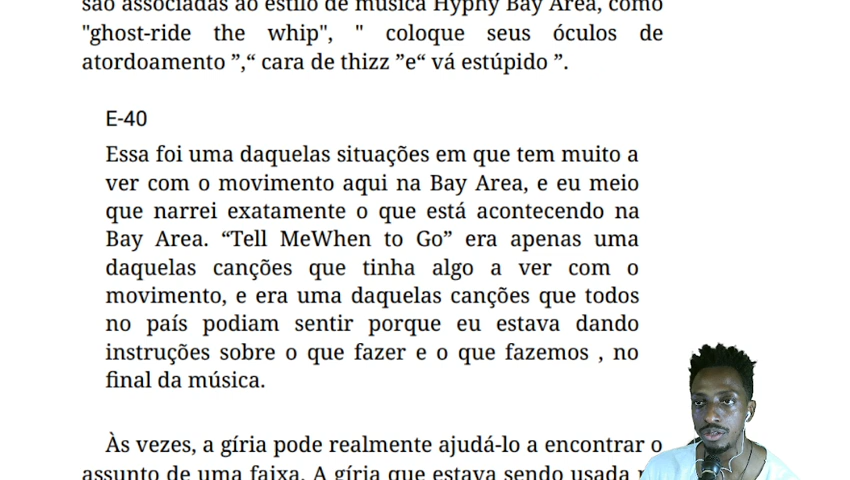 são associadas ao estilo de música Hyphy Bay Area, como
"ghost-ride the whip", " coloque seus óculos de
atordoamento ”,“ cara de thizz ”e“ vá estúpido ”.
E-40
Essa foi uma daquelas situações em que tem muito a
ver com o movimento aqui na Bay Area, e eu meio
que narrei exatamente o que está acontecendo na
Bay Area. “Tell MeWhen to Go” era apenas uma
daquelas canções que tinha algo a ver com o
movimento, e era uma daquelas canções que todos
no país podiam sentir porque eu estava dando
instruções sobre o que fazer e o que fazemos , no
final da música.
Às vezes, a gíria pode realmente ajudá-lo a encontrar o
assunto de uma faixa. A gíria que estava sendo usada